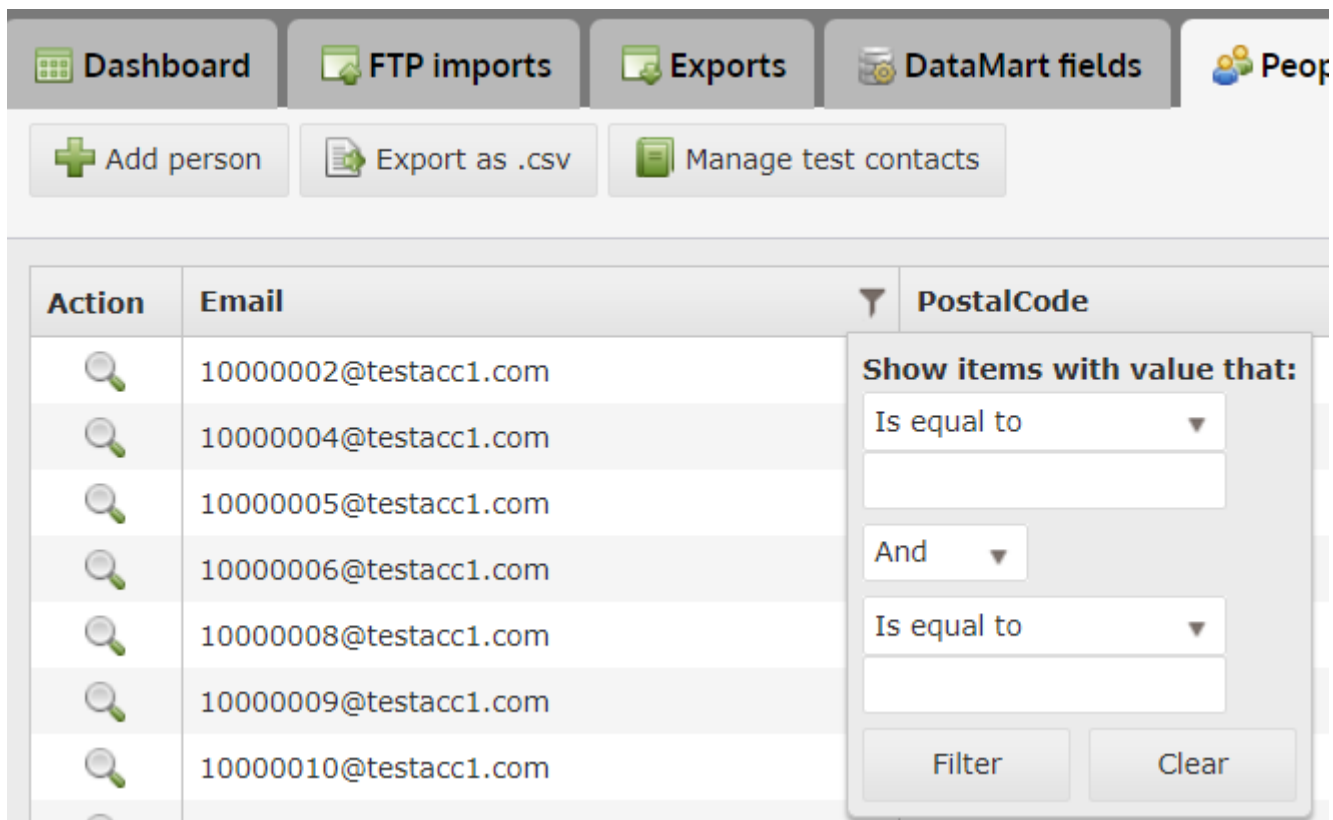 Dashboard FTP imports Exports DataMart fields Peop
Add person Export as .csv Manage test contacts
Action Email PostalCode
10000002@testacc1.com
Show items with value that:
Is equal to
10000004@testacc1.com
10000005@testacc1.com
And
10000006@testacc1.com
10000008@testacc1.com
Is equal to
10000009@testacc1.com
10000010@testacc1.com
Filter Clear